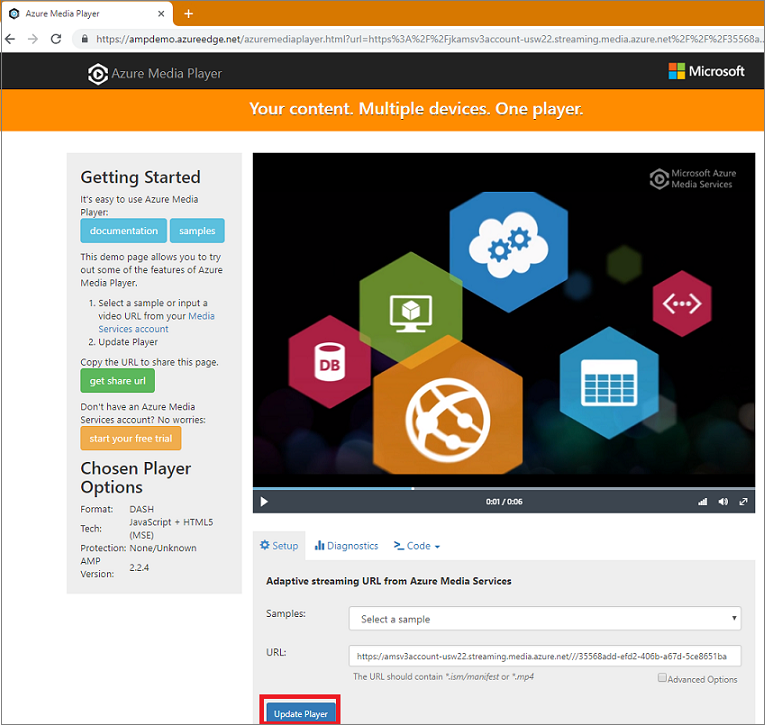 Azure Media Player
https://ampdemo.azureedge.net/azuremediaplayer.html?url=https%3A%2F%2Fjkamsv3account-usw22.streaming.media.azure.net%2F%2F%2F35568a...
Azure Media Player
Microsoft
Your content. Multiple devices. One player.
Getting Started
It's easy to use Azure Media
Player:
documentation
samples
This demo page allows you to try
out some of the features of Azure
Media Player.
1. Select a sample or input a
video URL from your Media
Services account
2. Update Player
Copy the URL to share this page.
get share url
Don't have an Azure Media
Services account? No worries:
start your free trial
Chosen Player
Options
Format: DASH
Tech: JavaScript + HTML5
(MSE)
Protection: None/Unknown
AMP
Version: 2.2.4
Microsoft Azure
Media Services
DB
0:01 / 0:06
Setup
Diagnostics
Code
Adaptive streaming URL from Azure Media Services
Samples: Select a sample
URL: https://amsv3account-usw22.streaming.media.azure.net///35568add-efd2-406b-a67d-5ce8651ba
The URL should contain *.ism/manifest or *.mp4
Advanced Options
Update Player